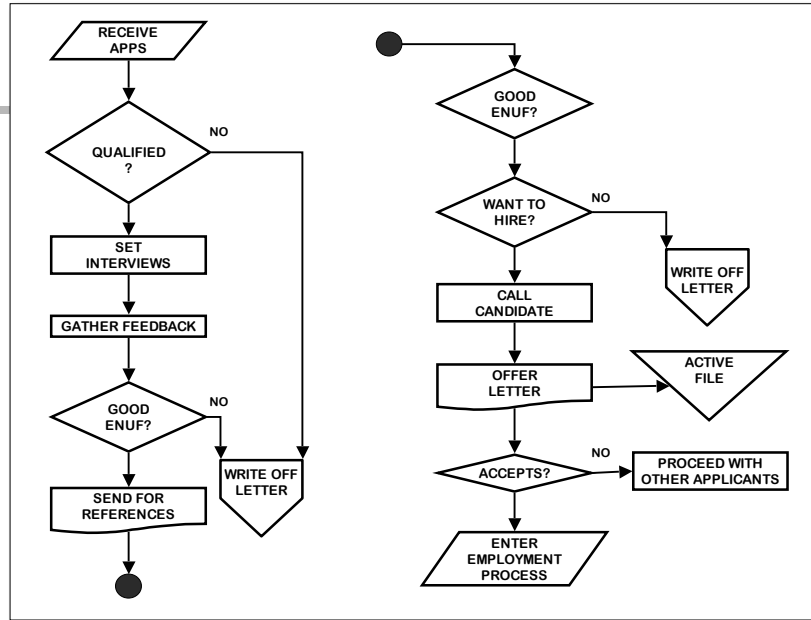 RECEIVE
APPS
QUALIFIED
?
NO
SET
INTERVIEWS
GATHER FEEDBACK
GOOD
ENUF?
NO
WRITE OFF
LETTER
SEND FOR
REFERENCES
GOOD
ENUF?
WANT TO
HIRE?
NO
WRITE OFF
LETTER
CALL
CANDIDATE
OFFER
LETTER
ACTIVE
FILE
ACCEPTS?
NO
PROCEED WITH
OTHER APPLICANTS
ENTER
EMPLOYMENT
PROCESS